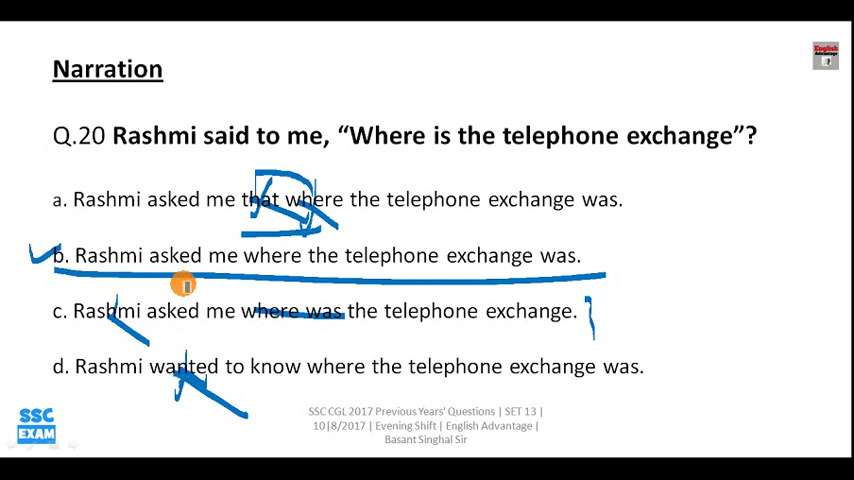 English
Advantage
Narration
Q.20 Rashmi said to me, “Where is the telephone exchange”?
a. Rashmi asked me that where the telephone exchange was.
b. Rashmi asked me where the telephone exchange was.
c. Rashmi asked me where was the telephone exchange.
d. Rashmi wanted to know where the telephone exchange was.
SSC CGL 2017 Previous Years' Questions | SET 13 |
10|8/2017 | Evening Shift | English Advantage |
Basant Singhal Sir
SSC
EXAM